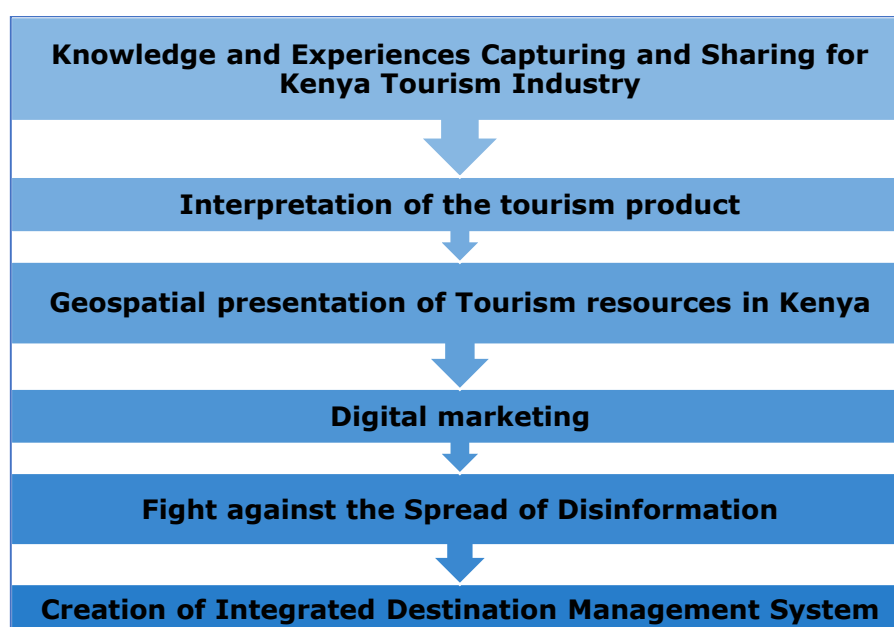 Knowledge and Experiences Capturing and Sharing for
Kenya Tourism Industry
Interpretation of the tourism product
Geospatial presentation of Tourism resources in Kenya
Digital marketing
Fight against the Spread of Disinformation
Creation of Integrated Destination Management System